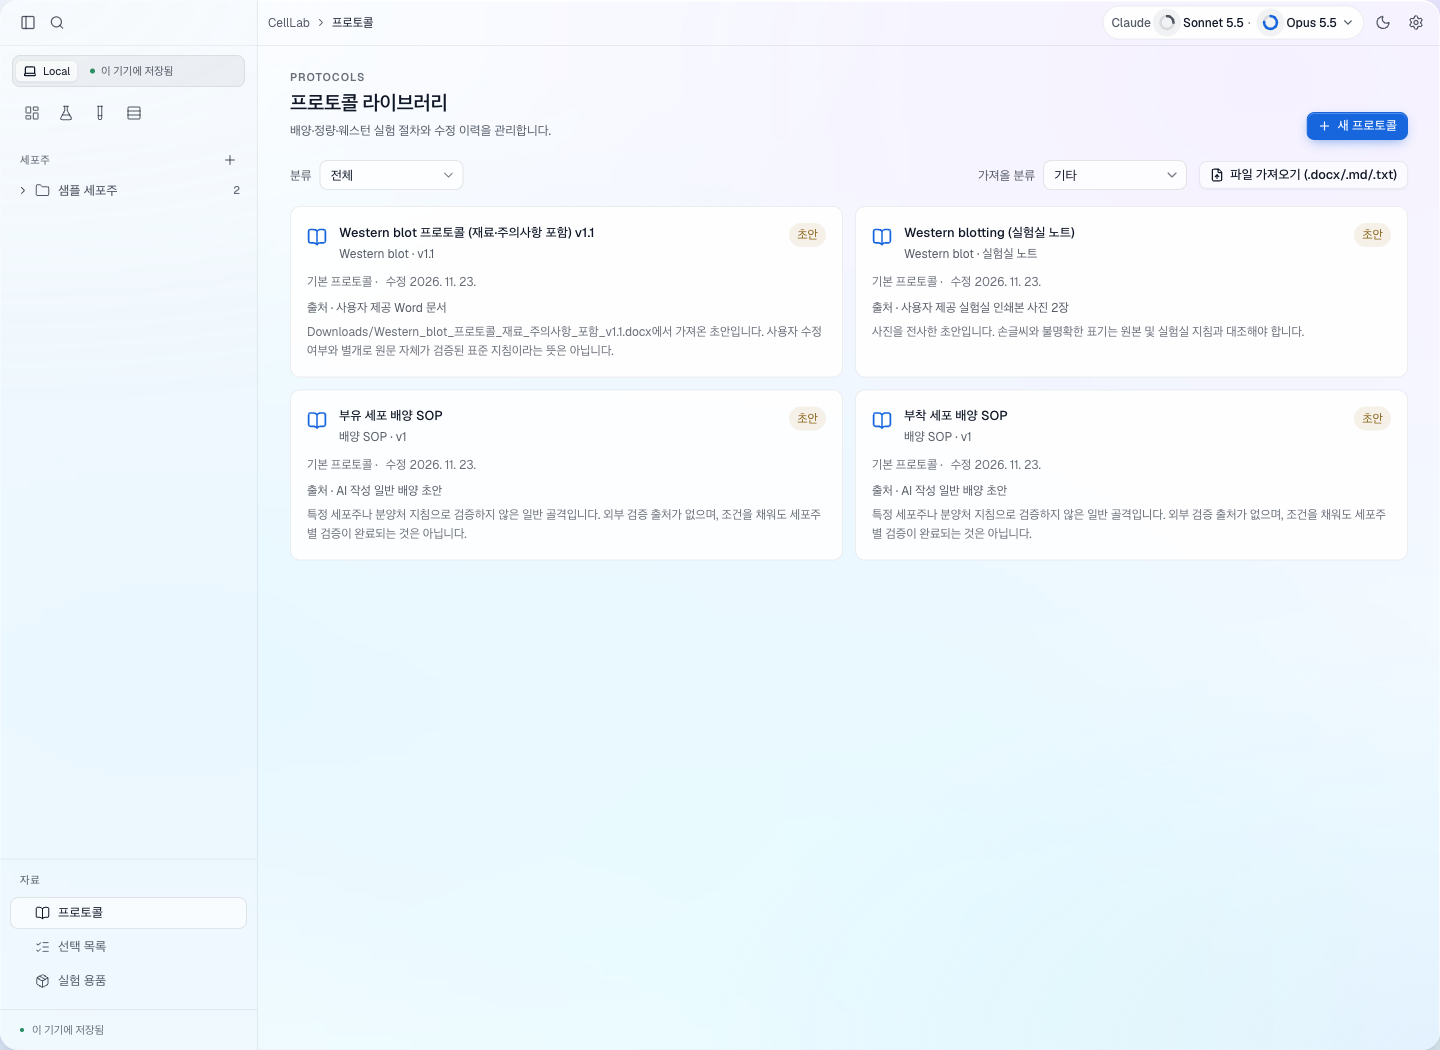 CellLab > 프로토콜
Claude Sonnet 5.5 · Opus 5.5
Local 이 기기에 저장됨
세포주
샘플 세포주 2
PROTOCOLS
프로토콜 라이브러리
배양·정량·웨스턴 실험 절차와 수정 이력을 관리합니다.
+ 새 프로토콜
분류 전체
가져올 분류 기타
파일 가져오기 (.docx/.md/.txt)
Western blot 프로토콜 (재료·주의사항 포함) v1.1
초안
Western blot · v1.1
기본 프로토콜 · 수정 2026. 11. 23.
출처 · 사용자 제공 Word 문서
Downloads/Western_blot_프로토콜_재료_주의사항_포함_v1.1.docx에서 가져온 초안입니다. 사용자 수정
여부와 별개로 원문 자체가 검증된 표준 지침이라는 뜻은 아닙니다.
Western blotting (실험실 노트)
초안
Western blot · 실험실 노트
기본 프로토콜 · 수정 2026. 11. 23.
출처 · 사용자 제공 실험실 인쇄본 사진 2장
사진을 전사한 초안입니다. 손글씨와 불명확한 표기는 원본 및 실험실 지침과 대조해야 합니다.
부유 세포 배양 SOP
초안
배양 SOP · v1
기본 프로토콜 · 수정 2026. 11. 23.
출처 · AI 작성 일반 배양 초안
특정 세포주나 분양처 지침으로 검증하지 않은 일반 골격입니다. 외부 검증 출처가 없으며, 조건을 채워도 세포주
별 검증이 완료되는 것은 아닙니다.
부착 세포 배양 SOP
초안
배양 SOP · v1
기본 프로토콜 · 수정 2026. 11. 23.
출처 · AI 작성 일반 배양 초안
특정 세포주나 분양처 지침으로 검증하지 않은 일반 골격입니다. 외부 검증 출처가 없으며, 조건을 채워도 세포주
별 검증이 완료되는 것은 아닙니다.
자료
프로토콜
선택 목록
실험 용품
이 기기에 저장됨